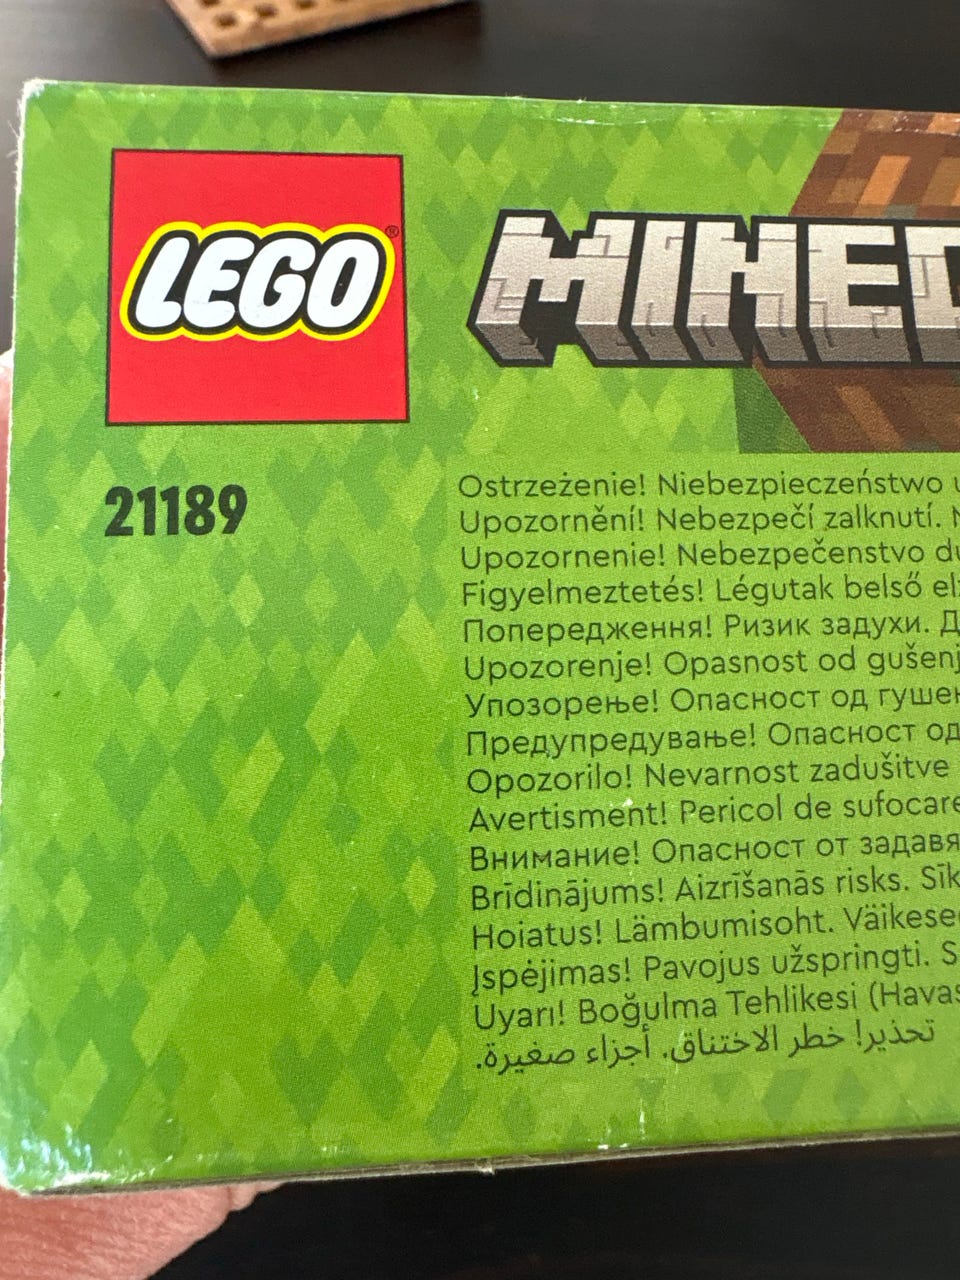 LEGO®
MINEC
21189
Ostrzeżenie! Niebezpieczeństwo
Upozornění! Nebezpečí zalknutí.
Upozornenie! Nebezpečenstvo
Figyelmeztetés! Légutak belső
Попередження! Ризик задухи.
Upozorenje! Opasnost od
Упозорење! Опасност од
Предупредување! Опасност од
Opozorilo! Nevarnost zadušitve
Avertisment! Pericol de sufocare
Внимание! Опасност от
Brīdinājums! Aizrīšanās risks.
Hoiatus! Lämbumisoht.
Įspėjimas! Pavojus užspringti.
Uyarı! Boğulma Tehlikesi
تحذير! خطر الاختناق. أجزاء صغيرة.